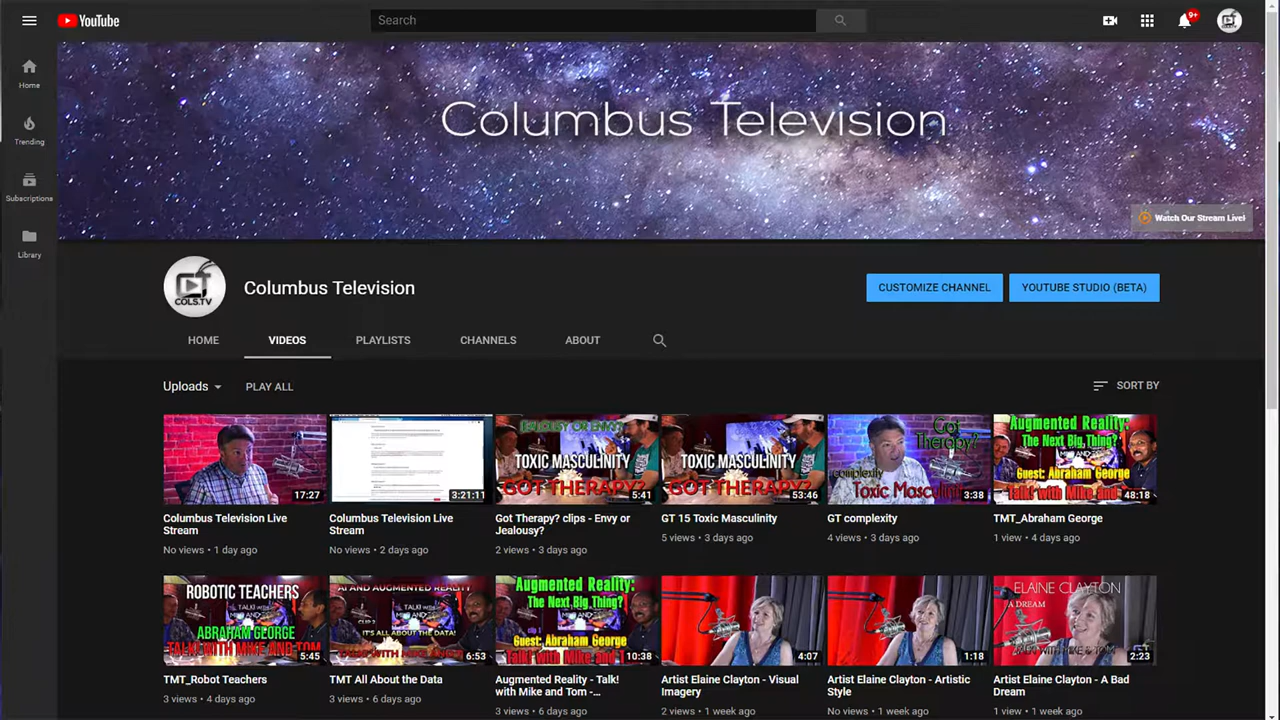 YouTube
Search
9+
Home
Trending
Subscriptions
Library
Columbus Television
Watch Our Stream Live!
COLS.TV
Columbus Television
CUSTOMIZE CHANNEL
YOUTUBE STUDIO (BETA)
HOME
VIDEOS
PLAYLISTS
CHANNELS
ABOUT
Uploads
PLAY ALL
SORT BY
17:27
Columbus Television Live
Stream
No views • 1 day ago
3:21:11
Columbus Television Live
Stream
No views • 2 days ago
JEALOUSY OR ENVY?
TOXIC MASCULINITY
GOT THERAPY?
5:41
Got Therapy? clips - Envy or
Jealousy?
2 views • 3 days ago
TOXIC MASCULINITY
GOT THERAPY?
53:46
GT 15 Toxic Masculinity
5 views • 3 days ago
Got
Therapy?
Toxic
3:38
GT complexity
4 views • 3 days ago
Augmented Reality:
The Next Big Thing?
Guest: Abraham George
Talk! with Mike and
48:18
TMT_Abraham George
1 view • 4 days ago
ROBOTIC TEACHERS
ABRAHAM GEORGE
TALK! WITH MIKE AND TOM
5:45
TMT_Robot Teachers
3 views • 4 days ago
AI AND AUGMENTED REALITY
IT'S ALL ABOUT THE DATA!
6:53
TMT All About the Data
3 views • 6 days ago
Augmented Reality:
The Next Big Thing?
Guest: Abraham George
Talk! with Mike and
10:38
Augmented Reality - Talk!
with Mike and Tom -...
3 views • 6 days ago
4:07
Artist Elaine Clayton - Visual
Imagery
2 views • 1 week ago
1:18
Artist Elaine Clayton - Artistic
Style
No views • 1 week ago
ELAINE CLAYTON
A DREAM
2:23
Artist Elaine Clayton - A Bad
Dream
1 view • 1 week ago